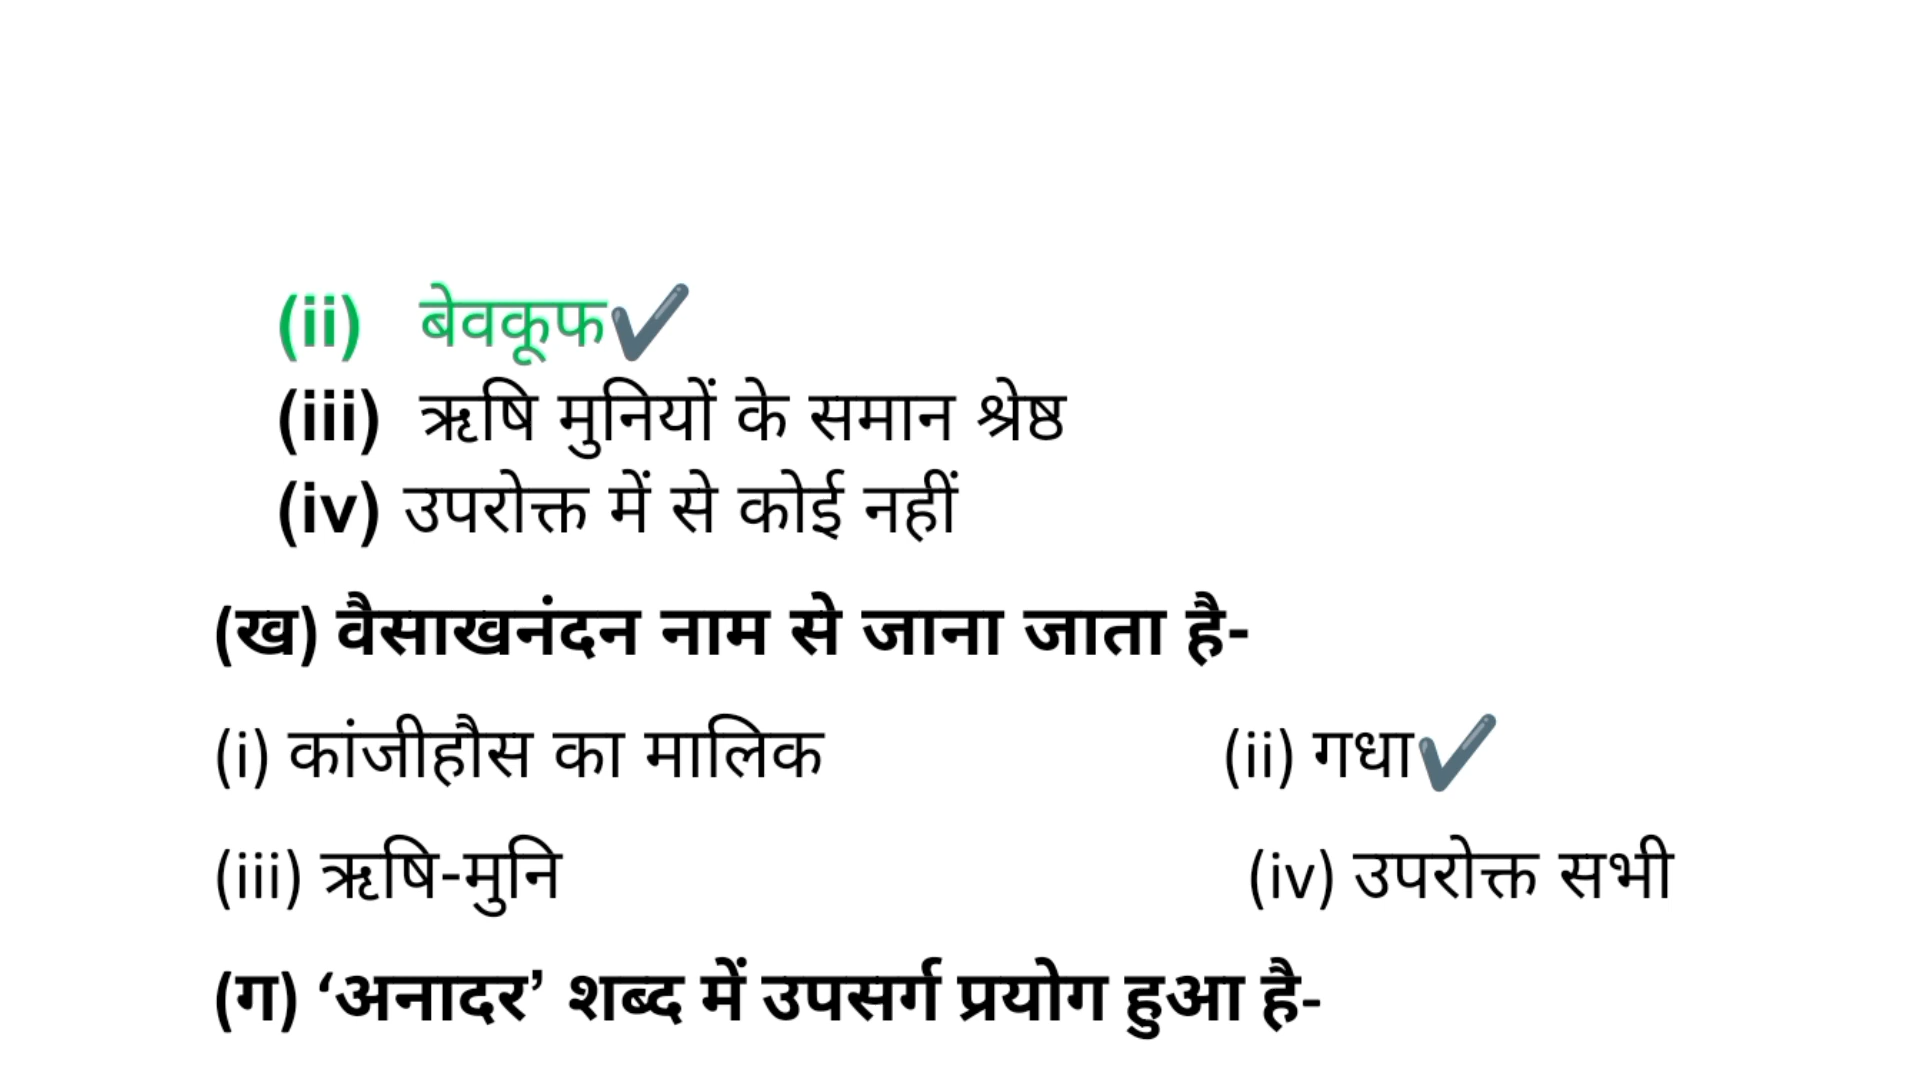 (ii) बेवकूफ✔️
(iii) ऋषि मुनियों के समान श्रेष्ठ
(iv) उपरोक्त में से कोई नहीं
(ख) वैसाखनंदन नाम से जाना जाता है-
(i) कांजीहौस का मालिक (ii) गधा✔️
(iii) ऋषि-मुनि (iv) उपरोक्त सभी
(ग) ‘अनादर’ शब्द में उपसर्ग प्रयोग हुआ है-